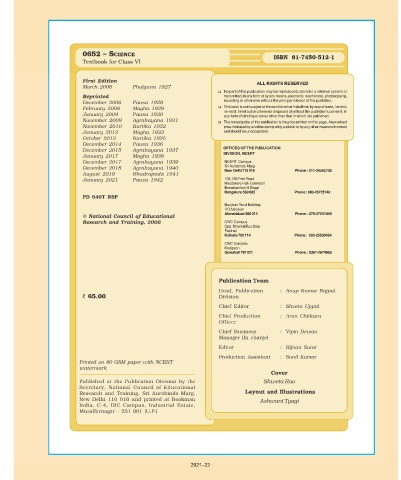 0652 – SCIENCE
Textbook for Class VI
ISBN 81-7450-512-1
First Edition
March 2006 Phalguna 1927
Reprinted
December 2006 Pausa 1928
February 2008 Magha 1929
January 2009 Pausa 1930
November 2009 Agrahayana 1931
November 2010 Kartika 1932
January 2012 Magha 1933
October 2013 Kartika 1935
December 2014 Pausa 1936
December 2015 Agrahayana 1937
January 2017 Magha 1938
December 2017 Agrahayana 1939
December 2018 Agrahayana 1940
August 2019 Bhadrapada 1941
January 2021 Pausa 1942
PD 640T RSP
© National Council of Educational
Research and Training, 2006
₹ 65.00
Printed on 80 GSM paper with NCERT
watermark
Published at the Publication Division by the
Secretary, National Council of Educational
Research and Training, Sri Aurobindo Marg,
New Delhi 110 016 and printed at
India, C-4, UIC Campus, Industrial Estate,
Muzaffarnagar – 251 001 (U.P.)
ALL RIGHTS RESERVED
No part of this publication may be reproduced, stored in a retrieval system or
transmitted, in any form or by any means, electronic, mechanical, photocopying,
recording or otherwise without the prior permission of the publisher.
This book is sold subject to the condition that it shall not, by way of trade, be lent,
re-sold, hired out or otherwise disposed of without the publisher's consent, in
any form of binding or cover other than that in which it is published.
The correct price of this publication is the price printed on this page, Any revised
price indicated by a rubber stamp or by a sticker or by any other means is incorrect
and should be unacceptable.
OFFICES OF THE PUBLICATION
DIVISION, NCERT
NCERT Campus
Sri Aurobindo Marg
New Delhi 110 016 Phone : 011-26562708
108, 100 Feet Road
Hosdakere Halli Extension
Banashankari III Stage
Bengaluru 560 085 Phone : 080-26725740
Navjivan Trust Building
P.O.Navjivan
Ahmedabad 380 014 Phone : 079-27541446
CWC Campus
Opp. Dhankal Bus Stop
Panihati
Kolkata 700 114 Phone : 033-25530454
CWC Complex
Maligaon
Guwahati 781 021 Phone : 0361-2674869
Publication Team
Head, Publication : Anup Kumar Rajput
Division
Chief Editor : Shveta Uppal
Chief Production : Arun Chitkara
Officer
Chief Business : Vipin Dewan
Manager (In charge)
Editor : Bijnan Sutar
Production Assistant : Sunil Kumar
Cover
Shweta Rao
Layout and Illustrations
Ashwani Tyagi
2021–22